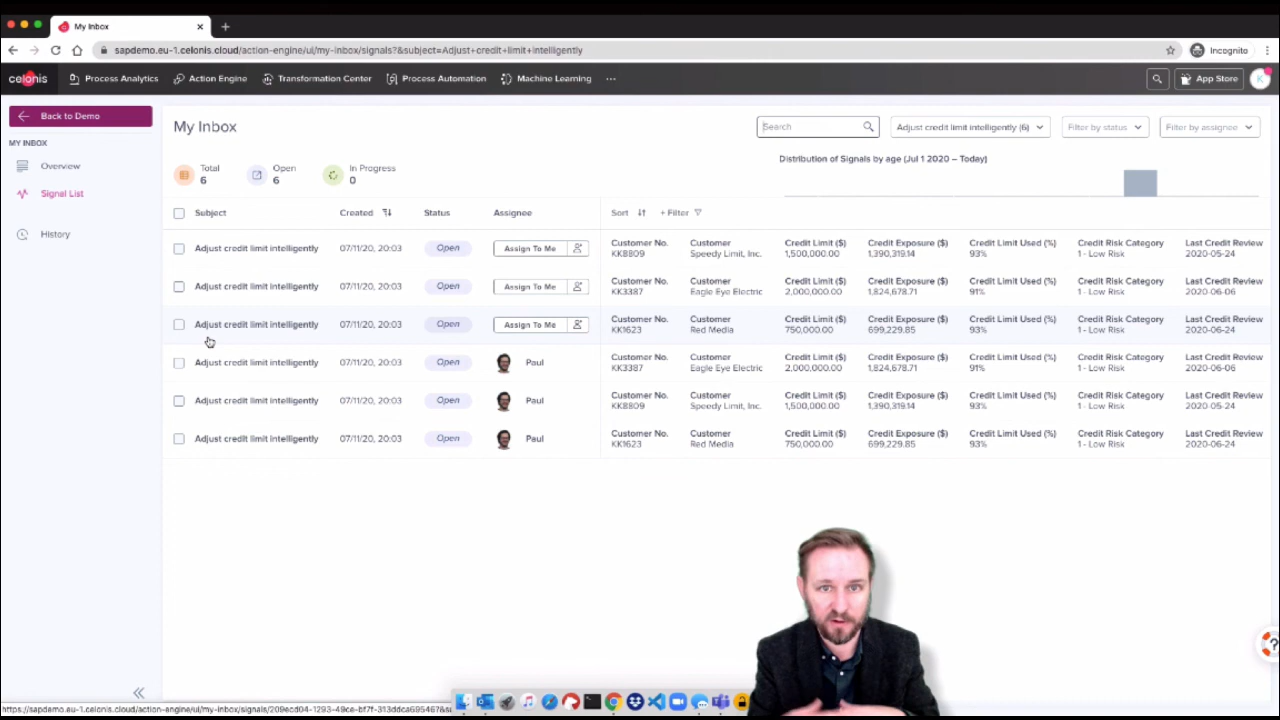 My Inbox
sapdemo.eu-1.celonis.cloud/action-engine/ui/my-inbox/signals?&subject=Adjust+credit+limit+intelligently
Incognito
celonis Process Analytics Action Engine Transformation Center Process Automation Machine Learning ... App Store K
Back to Demo
MY INBOX
Overview
Signal List
History
My Inbox
Search Adjust credit limit intelligently (6) Filter by status Filter by assignee
Total 6 Open 6 In Progress 0
Distribution of Signals by age (Jul 1 2020 – Today)
Subject Created Status Assignee Sort + Filter
Adjust credit limit intelligently 07/11/20, 20:03 Open Assign To Me
Customer No. Customer Credit Limit ($) Credit Exposure ($) Credit Limit Used (%) Credit Risk Category Last Credit Review
KK8809 Speedy Limit, Inc. 1,500,000.00 1,390,319.14 93% 1 - Low Risk 2020-05-24
Adjust credit limit intelligently 07/11/20, 20:03 Open Assign To Me
Customer No. Customer Credit Limit ($) Credit Exposure ($) Credit Limit Used (%) Credit Risk Category Last Credit Review
KK3387 Eagle Eye Electric 2,000,000.00 1,824,678.71 91% 1 - Low Risk 2020-06-06
Adjust credit limit intelligently 07/11/20, 20:03 Open Assign To Me
Customer No. Customer Credit Limit ($) Credit Exposure ($) Credit Limit Used (%) Credit Risk Category Last Credit Review
KK1623 Red Media 750,000.00 699,229.85 93% 1 - Low Risk 2020-06-24
Adjust credit limit intelligently 07/11/20, 20:03 Open Paul
Customer No. Customer Credit Limit ($) Credit Exposure ($) Credit Limit Used (%) Credit Risk Category Last Credit Review
KK3387 Eagle Eye Electric 2,000,000.00 1,824,678.71 91% 1 - Low Risk 2020-06-06
Adjust credit limit intelligently 07/11/20, 20:03 Open Paul
Customer No. Customer Credit Limit ($) Credit Exposure ($) Credit Limit Used (%) Credit Risk Category Last Credit Review
KK8809 Speedy Limit, Inc. 1,500,000.00 1,390,319.14 93% 1 - Low Risk 2020-05-24
Adjust credit limit intelligently 07/11/20, 20:03 Open Paul
Customer No. Customer Credit Limit ($) Credit Exposure ($) Credit Limit Used (%) Credit Risk Category Last Credit Review
KK1623 Red Media 750,000.00 699,229.85 93% 1 - Low Risk 2020-06-24